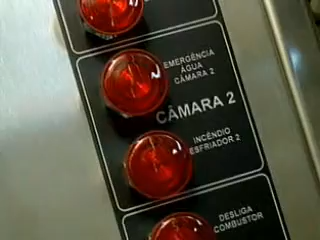 EMERGÊNCIA
ÁGUA
CÂMARA 2
CÂMARA 2
INCÊNDIO
ESFRIADOR 2
DESLIGA
COMBUSTOR